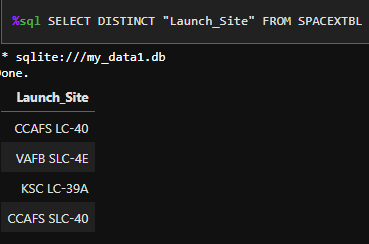 %sql SELECT DISTINCT "Launch_Site" FROM SPACEXTBL
* sqlite:///my_data1.db
Done.
Launch_Site
CCAFS LC-40
VAFB SLC-4E
KSC LC-39A
CCAFS SLC-40